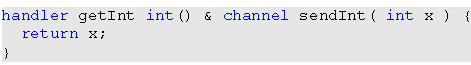 handler getInt int() & channel sendInt( int x ) {
  return x;
}